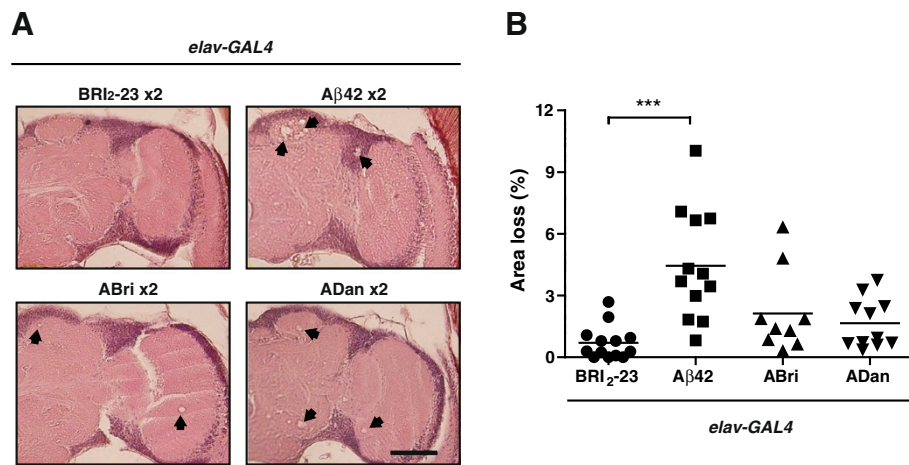 A
elav-GAL4
BRI2-23 x2
Aβ42 x2
ABri x2
ADan x2
B
***
Area loss (%)
12
9
6
3
0
BRI2-23
Aβ42
ABri
ADan
elav-GAL4